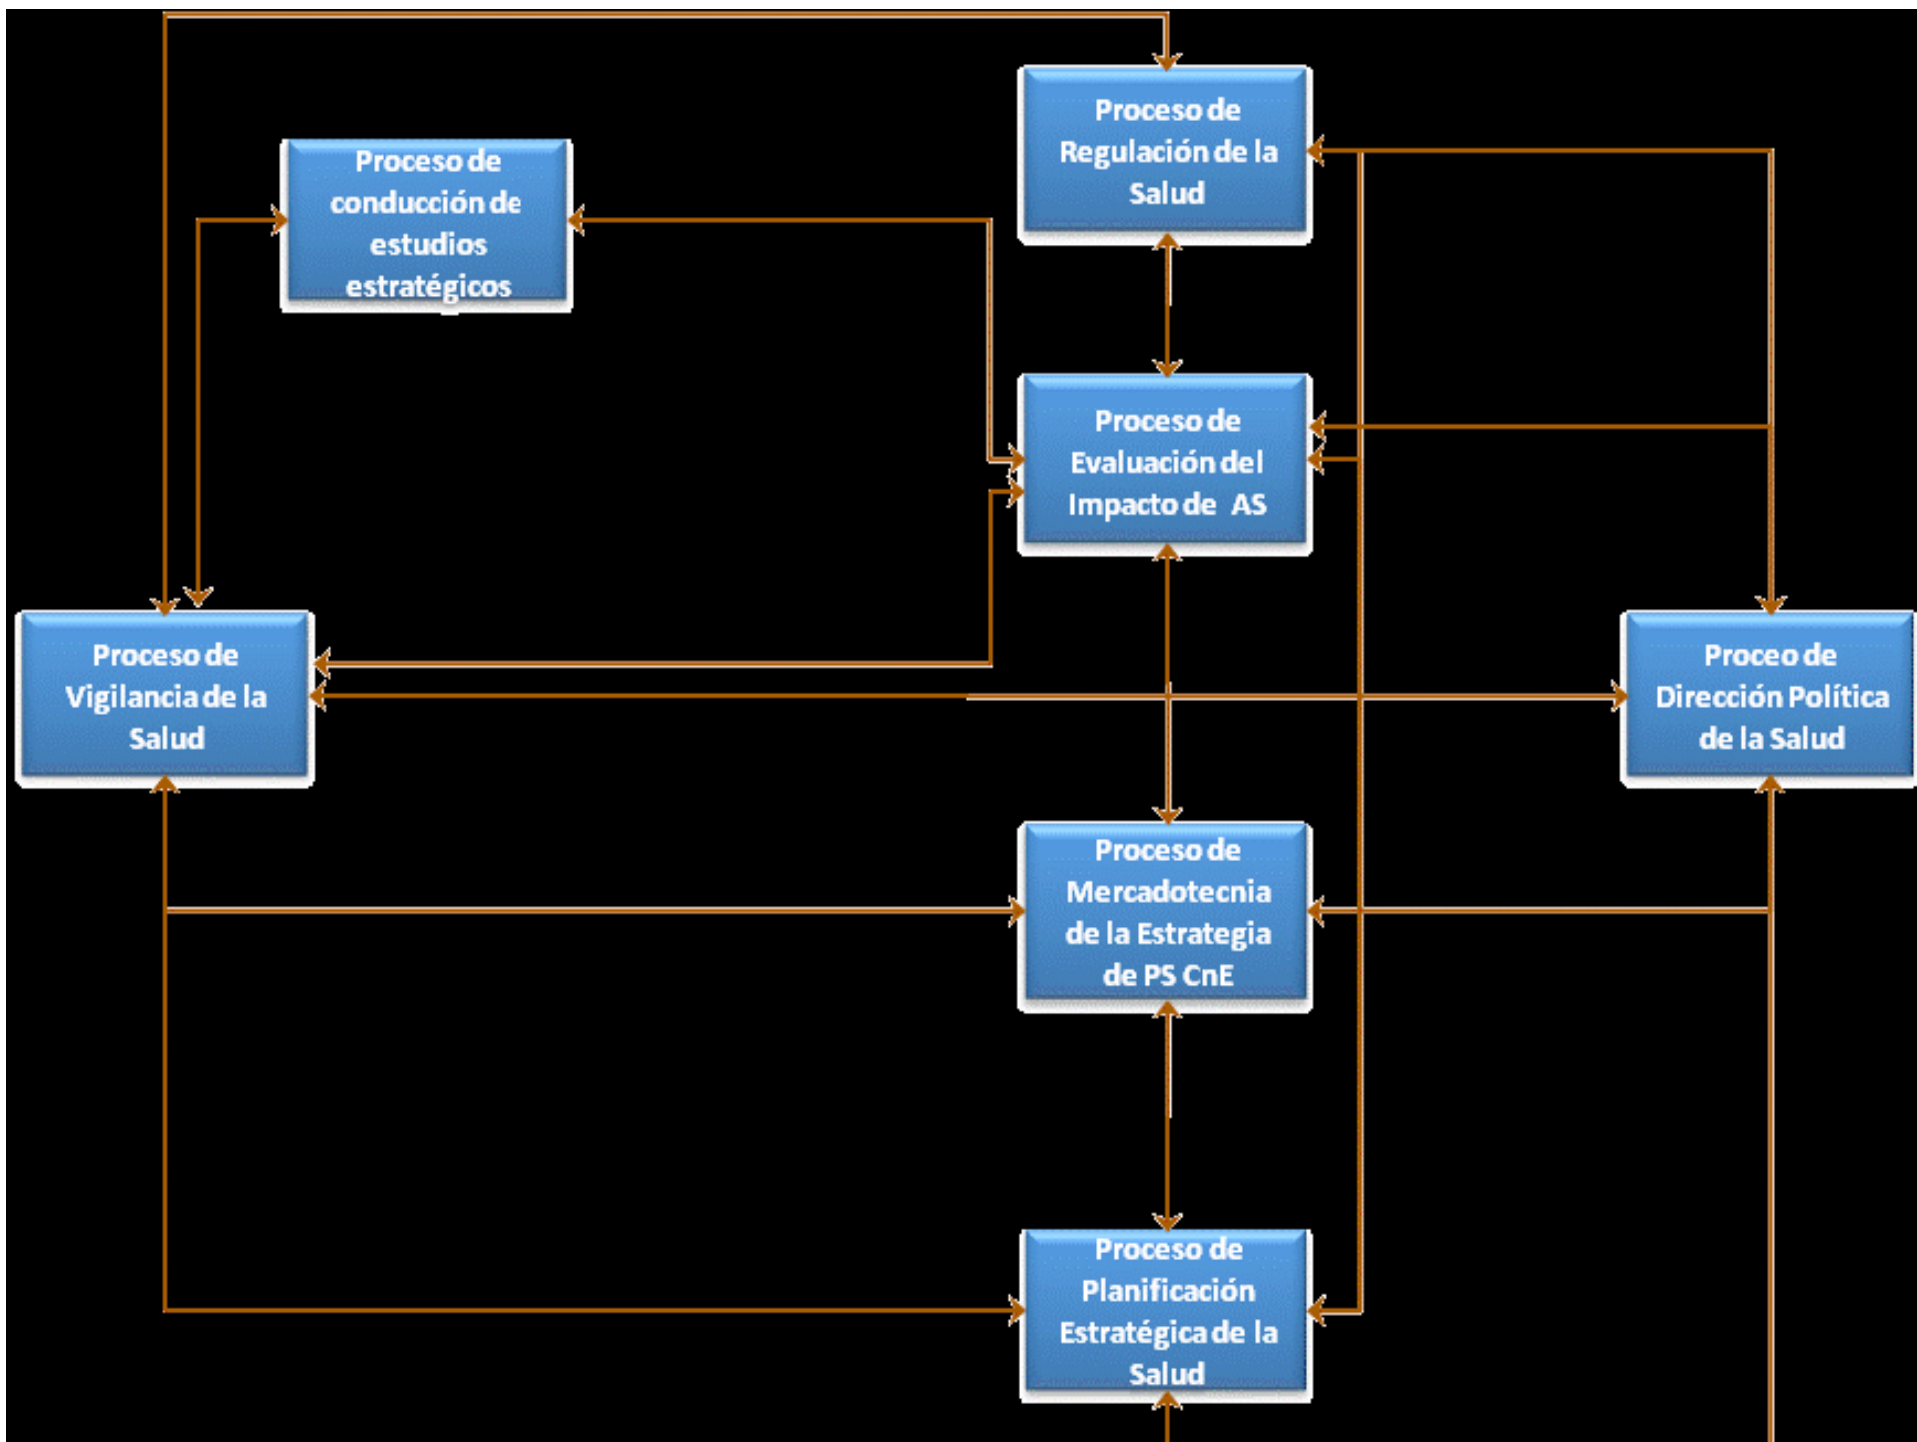 Proceso de
Regulación de la
Salud
Proceso de
conducción de
estudios
estratégicos
Proceso de
Evaluación del
Impacto de AS
Proceso de
Vigilancia de la
Salud
Proceo de
Dirección Política
de la Salud
Proceso de
Mercadotecnia
de la Estrategia
de PS CnE
Proceso de
Planificación
Estratégica de la
Salud